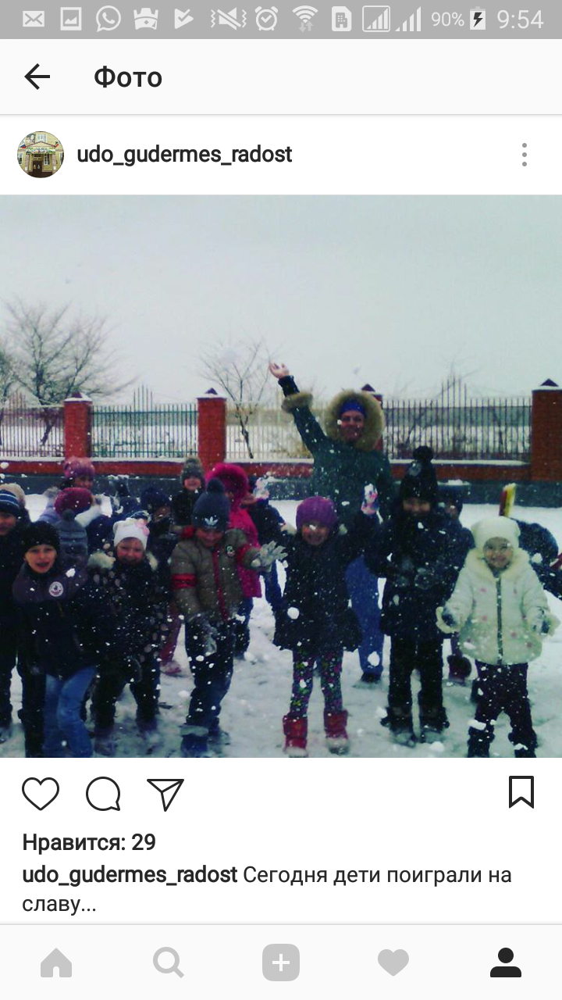 90% 9:54
Фото
udo_gudermes_radost
Нравится: 29
udo_gudermes_radost Сегодня дети поиграли на
славу...